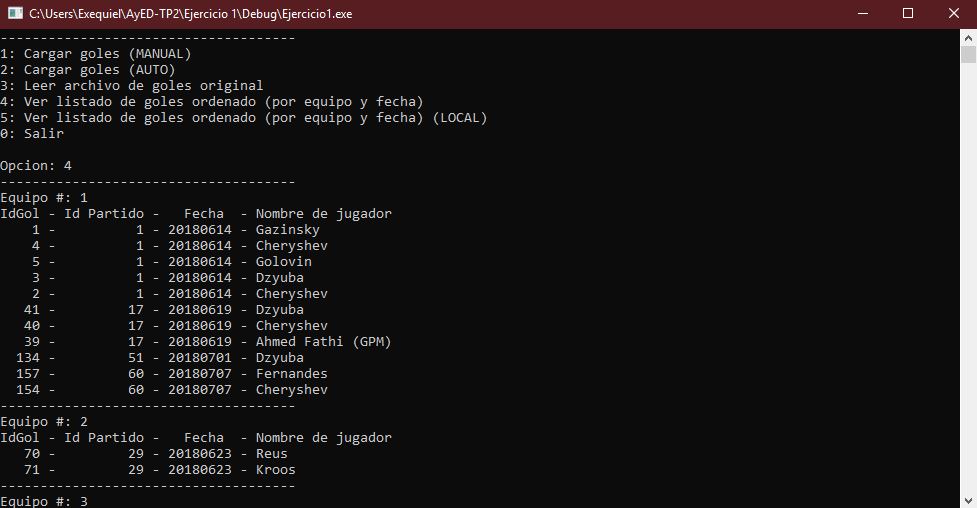 C:\Users\Exequiel\AyED-TP2\Ejercicio 1\Debug\Ejercicio1.exe
-------------------------------------
1: Cargar goles (MANUAL)
2: Cargar goles (AUTO)
3: Leer archivo de goles original
4: Ver listado de goles ordenado (por equipo y fecha)
5: Ver listado de goles ordenado (por equipo y fecha) (LOCAL)
0: Salir
Opcion: 4
-------------------------------------
Equipo #: 1
IdGol - Id Partido -   Fecha  - Nombre de jugador
    1 -          1 - 20180614 - Gazinsky
    4 -          1 - 20180614 - Cheryshev
    5 -          1 - 20180614 - Golovin
    3 -          1 - 20180614 - Dzyuba
    2 -          1 - 20180614 - Cheryshev
   41 -         17 - 20180619 - Dzyuba
   40 -         17 - 20180619 - Cheryshev
   39 -         17 - 20180619 - Ahmed Fathi (GPM)
  134 -         51 - 20180701 - Dzyuba
  157 -         60 - 20180707 - Fernandes
  154 -         60 - 20180707 - Cheryshev
-------------------------------------
Equipo #: 2
IdGol - Id Partido -   Fecha  - Nombre de jugador
   70 -         29 - 20180623 - Reus
   71 -         29 - 20180623 - Kroos
-------------------------------------
Equipo #: 3